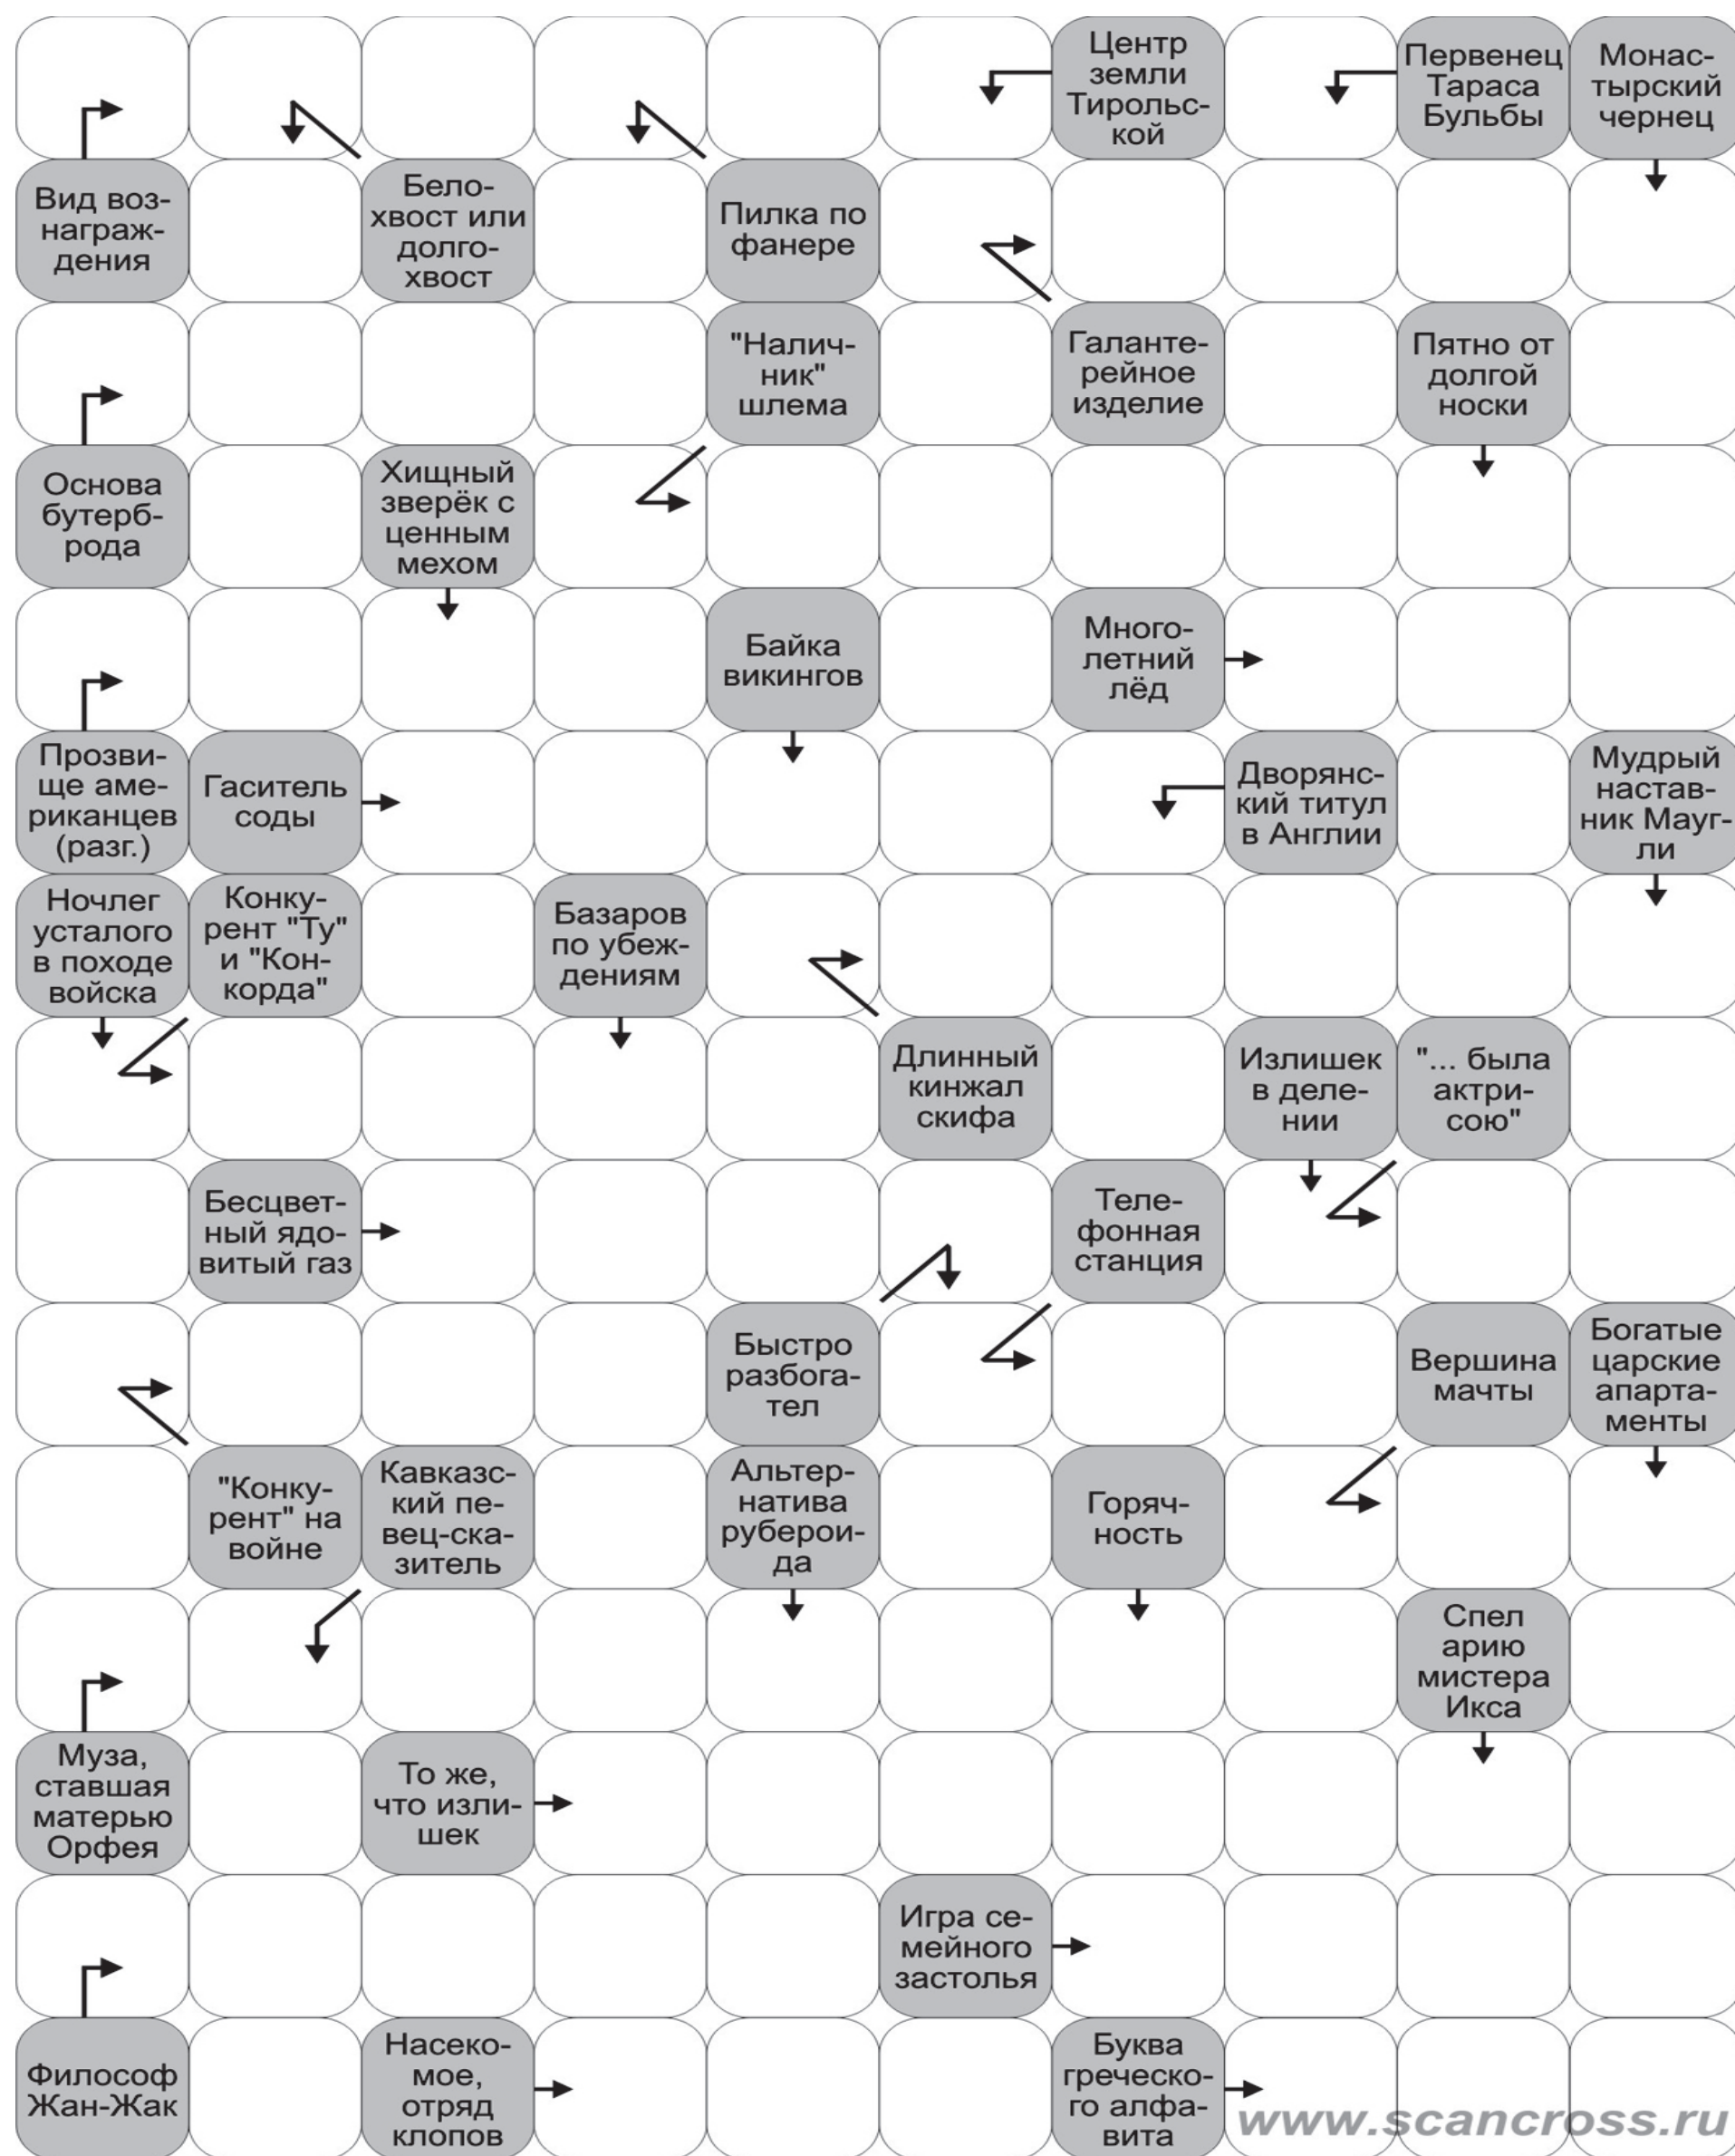 Центр
земли
Тирольс-
кой
Первенец
Тараса
Бульбы
Монас-
тырский
чернец
Вид воз-
награж-
дения
Бело-
хвост или
долго-
хвост
Пилка по
фанере
"Налич-
ник"
шлема
Галанте-
рейное
изделие
Пятно от
долгой
носки
Основа
бутерб-
рода
Хищный
зверёк с
ценным
мехом
Байка
викингов
Много-
летний
лёд
Прозви-
ще аме-
риканцев
(разг.)
Гаситель
соды
Дворянс-
кий титул
в Англии
Мудрый
настав-
ник Мауг-
ли
Ночлег
усталого
в походе
войска
Конку-
рент "Ту"
и "Кон-
корда"
Базаров
по убеж-
дениям
Длинный
кинжал
скифа
Излишек
в деле-
нии
"... была
актри-
сою"
Бесцвет-
ный ядо-
витый газ
Теле-
фонная
станция
Быстро
разбога-
тел
Вершина
мачты
Богатые
царские
апарта-
менты
"Конку-
рент" на
войне
Кавказс-
кий пе-
вец-ска-
зитель
Альтер-
натива
рубероои-
да
Горяч-
ность
Спел
арию
мистера
Икса
Муза,
ставшая
матерью
Орфея
То же,
что изли-
шек
Игра се-
мейного
застолья
Философ
Жан-Жак
Насеко-
мое,
отряд
клопов
Буква
греческо-
го алфа-
вита
www.scancross.ru